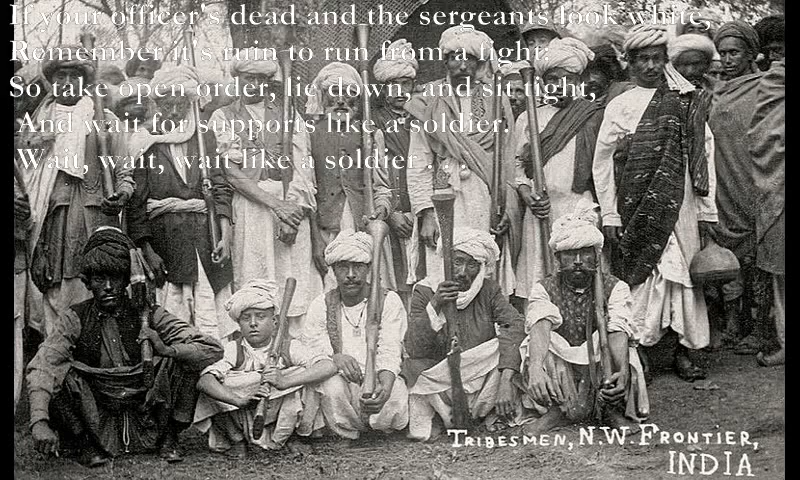 If your officer's dead and the sergeants look white,
Remember it's ruin to run from a fight:
So take open order, lie down, and sit tight,
And wait for supports like a soldier.
Wait, wait, wait like a soldier . . .
TRIBESMEN, N.W. FRONTIER,
INDIA